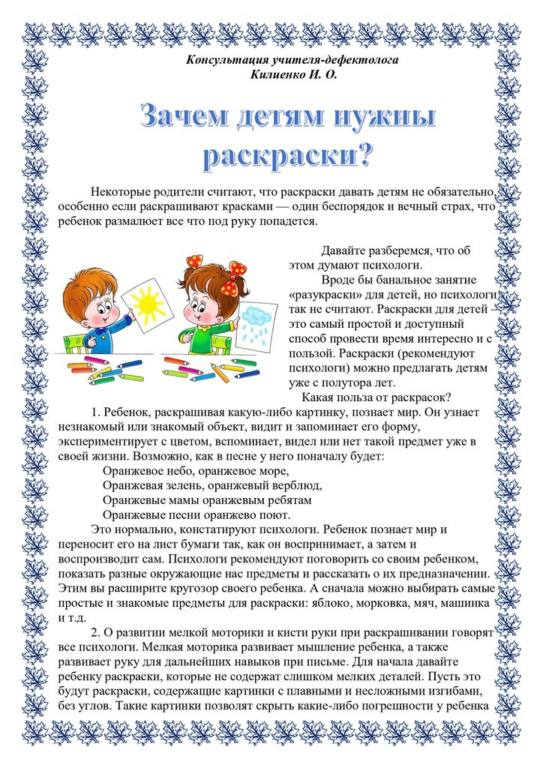 Консультация учителя-дефектолога
Килиенко И. О.
Зачем детям нужны
раскраски?
Некоторые родители считают, что раскраски давать детям не обязательно,
особенно если раскрашивают красками — один беспорядок и вечный страх, что
ребенок размалюет все что под руку попадется.
Давайте разберемся, что об
этом думают психологи.
Вроде бы банальное занятие
«разукраски» для детей, но психологи
так не считают. Раскраски для детей –
это самый простой и доступный
способ провести время интересно и с
пользой. Раскраски (рекомендуют
психологи) можно предлагать детям
уже с полутора лет.
Какая польза от раскрасок?
1. Ребенок, раскрашивая какую-либо картинку, познает мир. Он узнает
незнакомый или знакомый объект, видит и запоминает его форму,
экспериментирует с цветом, вспоминает, видел или нет такой предмет уже в
своей жизни. Возможно, как в песне у него поначалу будет:
Оранжевое небо, оранжевое море,
Оранжевая зелень, оранжевый верблюд,
Оранжевые мамы оранжевым ребятам
Оранжевые песни оранжево поют.
Это нормально, констатируют психологи. Ребенок познает мир и
переносит его на лист бумаги так, как он воспринимает, а затем и
воспроизводит сам. Психологи рекомендуют поговорить со своим ребенком,
показать разные окружающие нас предметы и рассказать о их предназначении.
Этим вы расширите кругозор своего ребенка. А сначала можно выбирать самые
простые и знакомые предметы для раскраски: яблоко, морковка, мяч, машинка
и т.д.
2. О развитии мелкой моторики и кисти руки при раскрашивании говорят
все психологи. Мелкая моторика развивает мышление ребенка, а также
развивает руку для дальнейших навыков при письме. Для начала давайте
ребенку раскраски, которые не содержат слишком мелких деталей. Пусть это
будут раскраски, содержащие картинки с плавными и несложными изгибами,
без углов. Такие картинки позволят скрыть какие-либо погрешности у ребенка